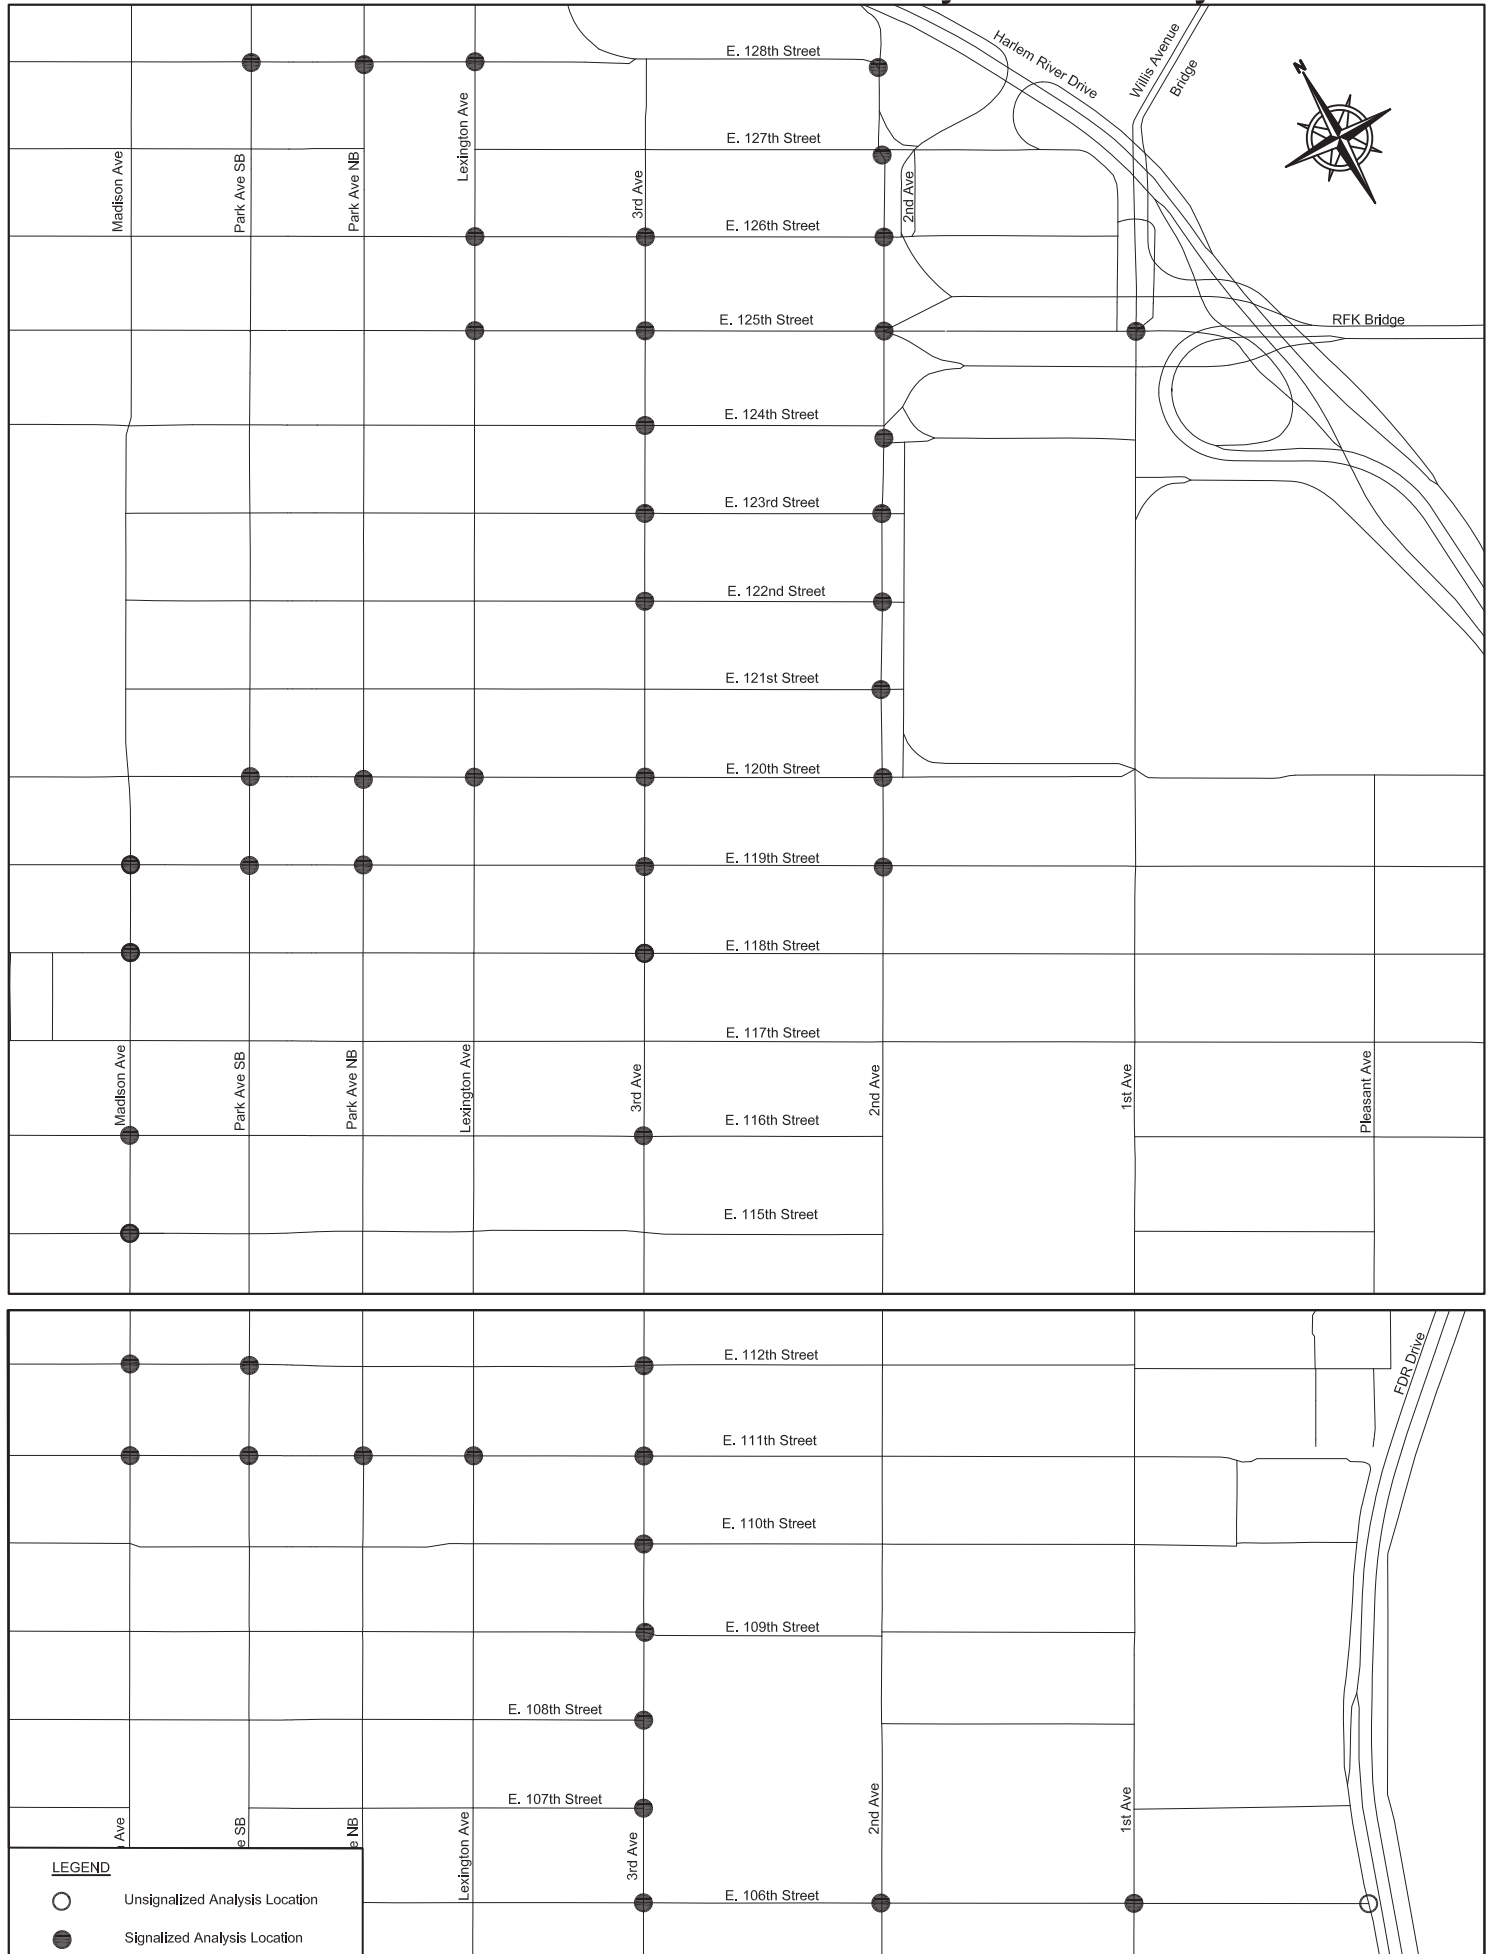 E. 128th Street
Harlem River Drive
Willis Avenue
Bridge
N
Madison Ave
Park Ave SB
Park Ave NB
Lexington Ave
3rd Ave
2nd Ave
E. 127th Street
E. 126th Street
E. 125th Street
RFK Bridge
E. 124th Street
E. 123rd Street
E. 122nd Street
E. 121st Street
E. 120th Street
E. 119th Street
E. 118th Street
E. 117th Street
Madison Ave
Park Ave SB
Park Ave NB
Lexington Ave
3rd Ave
2nd Ave
1st Ave
Pleasant Ave
E. 116th Street
E. 115th Street
E. 112th Street
FDR Drive
E. 111th Street
E. 110th Street
E. 109th Street
E. 108th Street
E. 107th Street
Ave
e SB
e NB
Lexington Ave
3rd Ave
2nd Ave
1st Ave
E. 106th Street
LEGEND
Unsignalized Analysis Location
Signalized Analysis Location